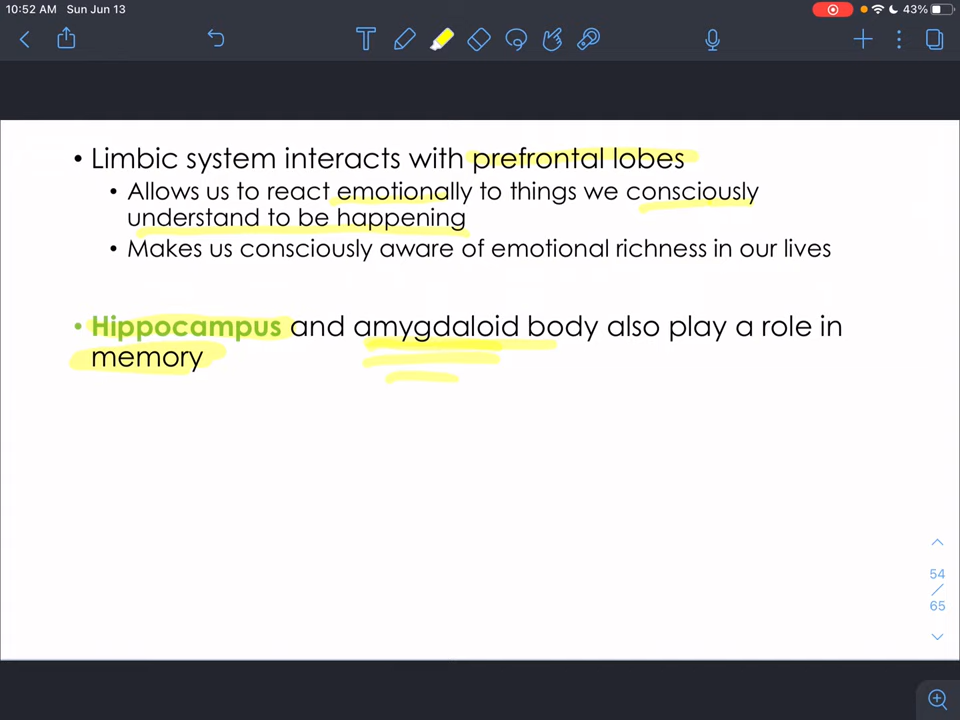 10:52 AM Sun Jun 13
43%
T
• Limbic system interacts with prefrontal lobes
• Allows us to react emotionally to things we consciously
understand to be happening
• Makes us consciously aware of emotional richness in our lives
• Hippocampus and amygdaloid body also play a role in
memory
54
/
65